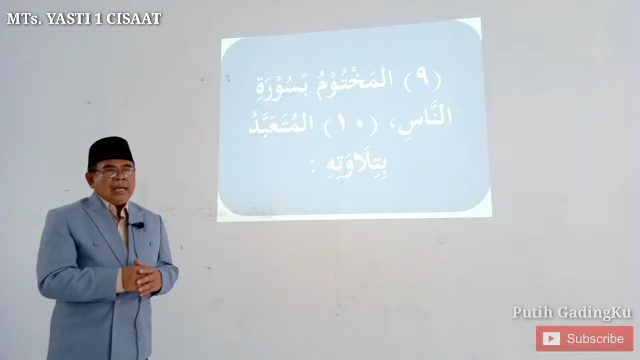 MTs. YASTI 1 CISAAT
(٩) المَخْتُوْمُ بْسُوْرَةِ
النَّاسِ، (١٠) المُتَعَبَّدُ
بِتِلَاوَتِهِ :
Putih GadingKu
Subscribe